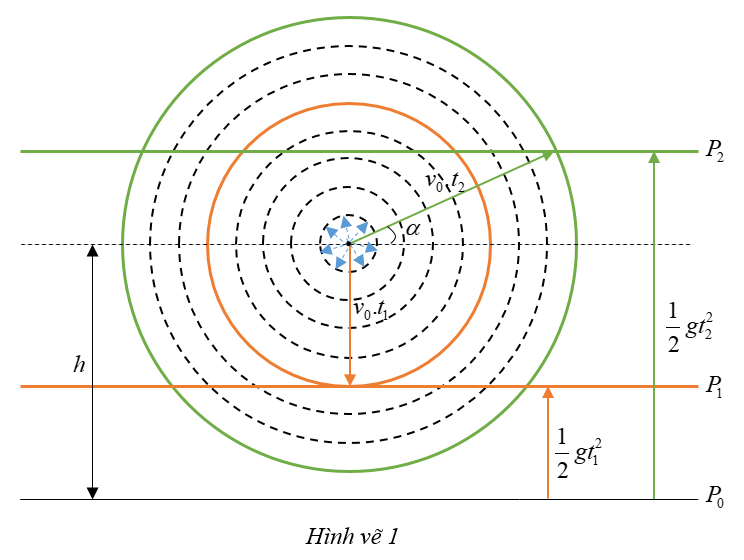 P₂
v₀.t₂
α
v₀.t₁
½ gt₂²
h
P₁
½ gt₁²
P₀
Hình vẽ 1